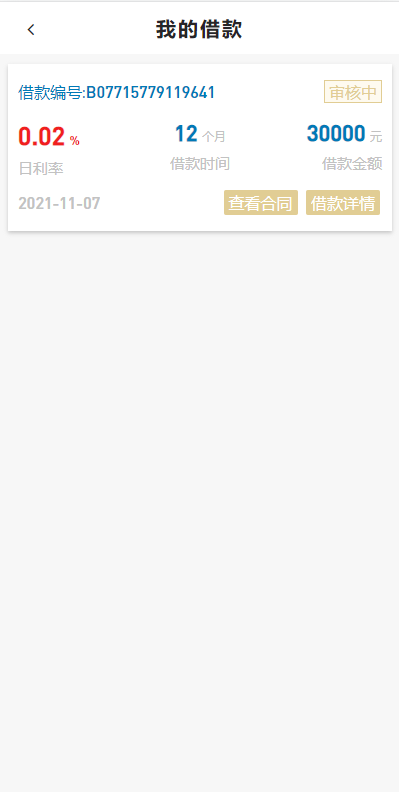 我的借款
借款编号:B07715779119641 审核中
0.02 % 12 个月 30000 元
日利率 借款时间 借款金额
2021-11-07 查看合同 借款详情